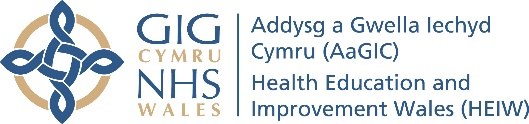 GIG
CYMRU
NHS
WALES
Addysg a Gwella Iechyd
Cymru (AaGIC)
Health Education and
Improvement Wales (HEIW)